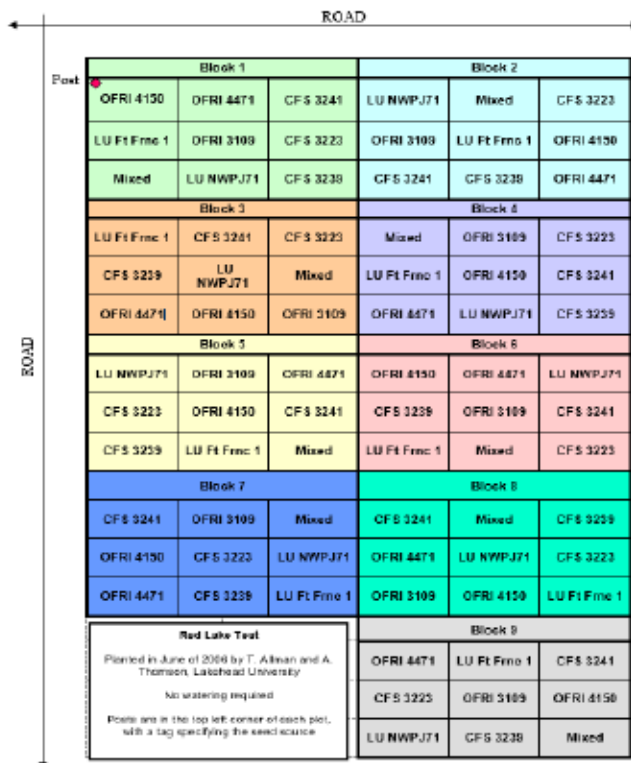 ROAD
Post
ROAD
Block 1
OFRI 4150 OFRI 4471 CFS 3241
LU Ft Frnc 1 OFRI 3109 CFS 3223
Mixed LU NWPJ71 CFS 3239
Block 2
LU NWPJ71 Mixed CFS 3223
OFRI 3109 LU Ft Frnc 1 OFRI 4150
CFS 3241 CFS 3239 OFRI 4471
Block 3
LU Ft Frnc 1 CFS 3241 CFS 3223
CFS 3239 LU NWPJ71 Mixed
OFRI 4471 OFRI 4150 OFRI 3109
Block 4
Mixed OFRI 3109 CFS 3223
LU Ft Frnc 1 OFRI 4150 CFS 3241
OFRI 4471 LU NWPJ71 CFS 3239
Block 5
LU NWPJ71 OFRI 3109 OFRI 4471
CFS 3223 OFRI 4150 CFS 3241
CFS 3239 LU Ft Frnc 1 Mixed
Block 6
OFRI 4150 OFRI 4471 LU NWPJ71
CFS 3239 OFRI 3109 CFS 3241
LU Ft Frnc 1 Mixed CFS 3223
Block 7
CFS 3241 OFRI 3109 Mixed
OFRI 4150 CFS 3223 LU NWPJ71
OFRI 4471 CFS 3239 LU Ft Frnc 1
Block 8
CFS 3241 Mixed CFS 3239
OFRI 4471 LU NWPJ71 CFS 3223
OFRI 3109 OFRI 4150 LU Ft Frnc 1
Block 9
OFRI 4471 LU Ft Frnc 1 CFS 3241
CFS 3223 OFRI 3109 OFRI 4150
LU NWPJ71 CFS 3239 Mixed
Red Lake Test
Planted in June of 2006 by T. Allman and A.
Thomson, Lakehead University
No watering required
Posts are in the top left corner of each plot,
with a tag specifying the seed source